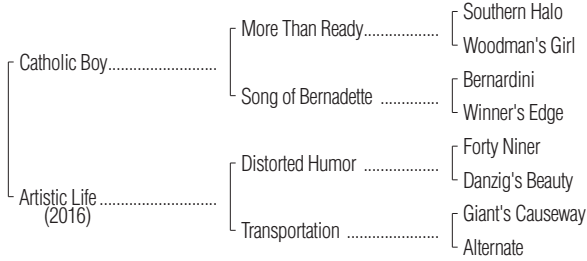 Southern Halo
More Than Ready..................
Woodman's Girl
Catholic Boy..........................
Bernardini
Song of Bernadette ..............
Winner's Edge
Forty Niner
Distorted Humor ..................
Danzig's Beauty
Artistic Life ............................
(2016)
Giant's Causeway
Transportation ......................
Alternate